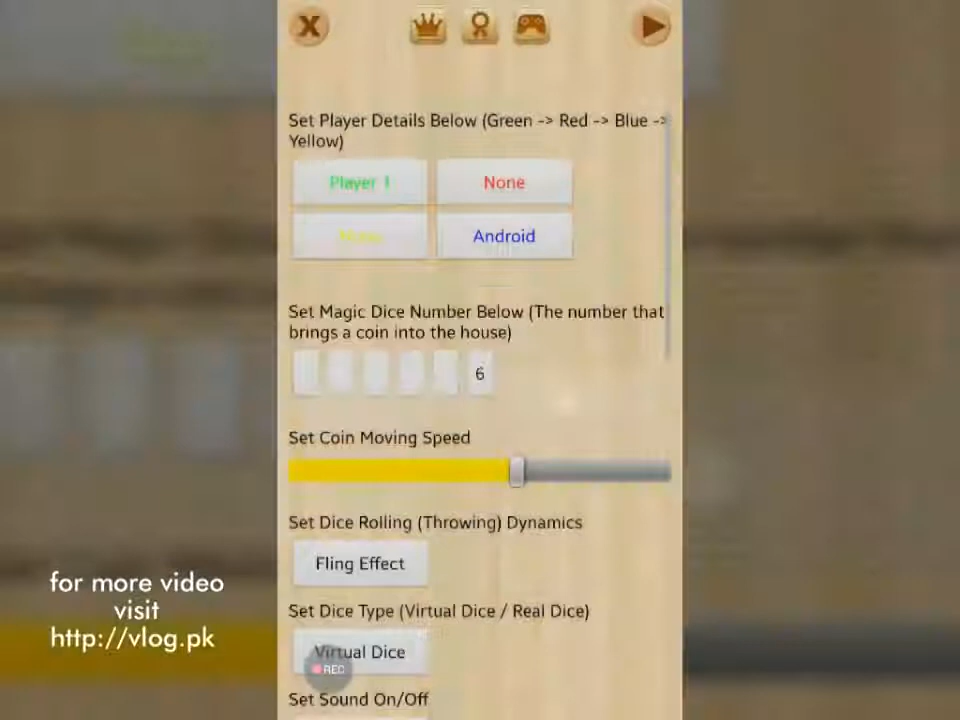 X
Set Player Details Below (Green -> Red -> Blue ->
Yellow)
Player 1
None
None
Android
Set Magic Dice Number Below (The number that
brings a coin into the house)
6
Set Coin Moving Speed
Set Dice Rolling (Throwing) Dynamics
Fling Effect
Set Dice Type (Virtual Dice / Real Dice)
Virtual Dice
REC
Set Sound On/Off
for more video
visit
http://vlog.pk